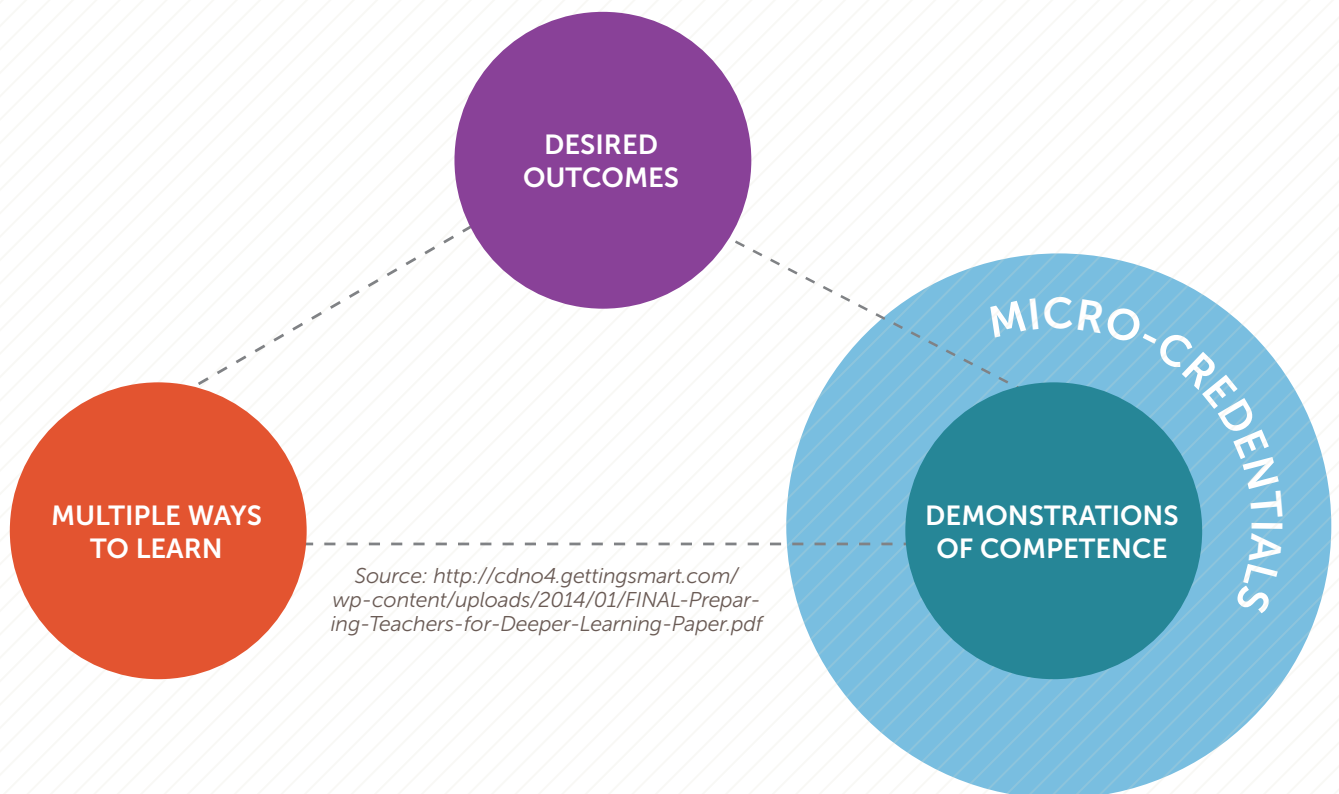 DESIRED
OUTCOMES
MICRO-CREDENTIALS
MULTIPLE WAYS
TO LEARN
DEMONSTRATIONS
OF COMPETENCE
Source: http://cdno4.gettingsmart.com/
wp-content/uploads/2014/01/FINAL-Prepar-
ing-Teachers-for-Deeper-Learning-Paper.pdf